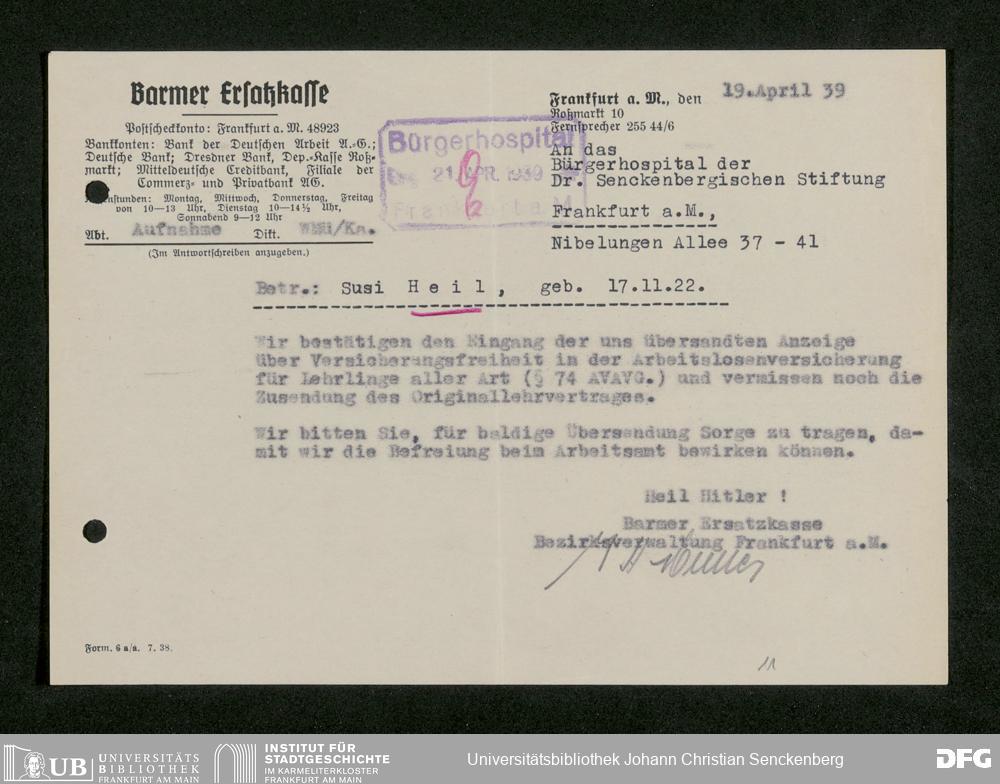 Barmer Ersatzkasse
Postscheckkonto: Frankfurt a. M. 48923
Bankkonten: Bank der Deutschen Arbeit A.-G.;
Deutsche Bank; Dresdner Bank, Dep.-Kasse Roß-
markt; Mitteldeutsche Creditbank, Filiale der
Commerz- und Privatbank AG.
Montag, Mittwoch, Donnerstag, Freitag
von 10—13 Uhr, Dienstag 10—14½ Uhr,
Sonnabend 9—12 Uhr
Abt. Aufnahme Dikt. WMü/Ka.
(Im Antwortschreiben anzugeben.)
Bürgerhospital
21. APR. 1939
Frankfurt a. M.
Frankfurt a. M., den 19.April 39
Roßmarkt 10
Fernsprecher 255 44/6
An das
Bürgerhospital der
Dr. Senckenbergischen Stiftung
Frankfurt a.M.,
Nibelungen Allee 37 - 41
Betr.: Susi Heil, geb. 17.11.22.
Wir bestätigen den Eingang der uns übersandten Anzeige
über Versicherungsfreiheit in der Arbeitslosenversicherung
für Lehrlinge aller Art (§ 74 AVAVG.) und vermissen noch die
Zusendung des Originallehrvertrages.
Wir bitten Sie, für baldige Übersendung Sorge zu tragen, da-
mit wir die Befreiung beim Arbeitsamt bewirken können.
Heil Hitler !
Barmer Ersatzkasse
Bezirksverwaltung Frankfurt a.M.
Form. 6 a/a. 7. 38.
11
UB UNIVERSITÄTS
BIBLIOTHEK
FRANKFURT AM MAIN
INSTITUT FÜR
STADTGESCHICHTE
IM KARMELITERKLOSTER
FRANKFURT AM MAIN
Universitätsbibliothek Johann Christian Senckenberg
DFG